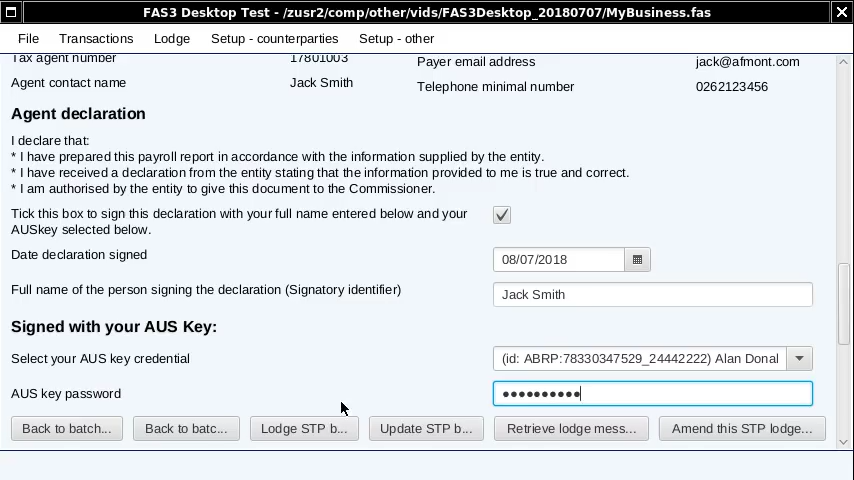 FAS3 Desktop Test - /zusr2/comp/other/vids/FAS3Desktop_20180707/MyBusiness.fas
File Transactions Lodge Setup - counterparties Setup - other
Tax agent number 17801003
Payer email address jack@afmont.com
Agent contact name Jack Smith
Telephone minimal number 0262123456
Agent declaration
I declare that:
* I have prepared this payroll report in accordance with the information supplied by the entity.
* I have received a declaration from the entity stating that the information provided to me is true and correct.
* I am authorised by the entity to give this document to the Commissioner.
Tick this box to sign this declaration with your full name entered below and your
AUSkey selected below.
Date declaration signed 08/07/2018
Full name of the person signing the declaration (Signatory identifier) Jack Smith
Signed with your AUS Key:
Select your AUS key credential (id: ABRP:78330347529_24442222) Alan Donal
AUS key password ●●●●●●●●●●
Back to batch... Back to batc... Lodge STP b... Update STP b... Retrieve lodge mess... Amend this STP lodge...